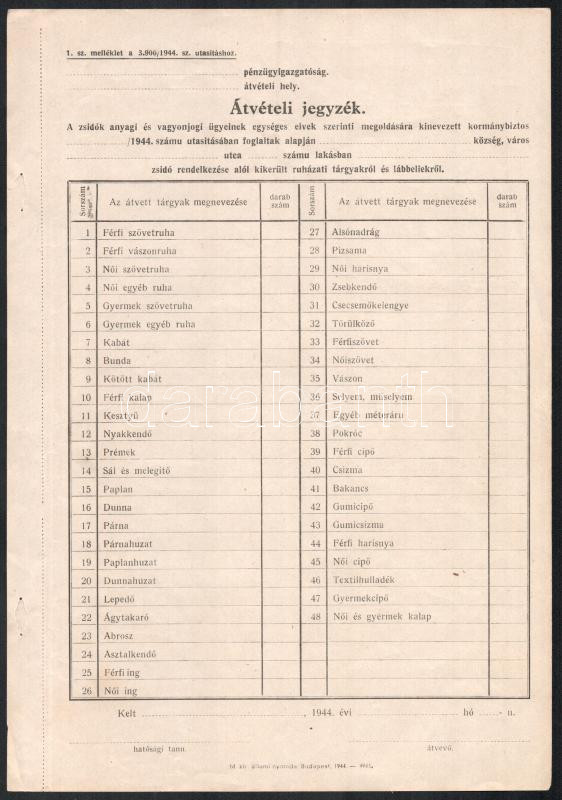 1. sz. melléklet a 3.900/1944. sz. utasításhoz.
pénzügyigazgatóság.
átvételi hely.
Átvételi jegyzék.
A zsidók anyagi és vagyonjogi ügyeinek egységes elvek szerinti megoldására kinevezett kormánybiztos
/1944. számu utasításában foglaltak alapján község, város
utca számu lakásban
zsidó rendelkezése alól kikerült ruházati tárgyakról és lábbeliekről.
Sorszám Az átvett tárgyak megnevezése darab szám Sorszám Az átvett tárgyak megnevezése darab szám
1 Férfi szövetruha 27 Alsónadrág
2 Férfi vászonruha 28 Pizsama
3 Női szövetruha 29 Női harisnya
4 Női egyéb ruha 30 Zsebkendő
5 Gyermek szövetruha 31 Csecsemőkelengye
6 Gyermek egyéb ruha 32 Törülköző
7 Kabát 33 Férfiszövet
8 Bunda 34 Nőiszövet
9 Kötött kabát 35 Vászon
10 Férfi kalap 36 Selyem, műselyem
11 Kesztyű 37 Egyéb méteráru
12 Nyakkendő 38 Pokróc
13 Prémek 39 Férfi cipő
14 Sál és melegítő 40 Csizma
15 Paplan 41 Bakancs
16 Dunna 42 Gumicipő
17 Párna 43 Gumicsizma
18 Párnahuzat 44 Férfi harisnya
19 Paplanhuzat 45 Női cipő
20 Dunnahuzat 46 Textilhulladék
21 Lepedő 47 Gyermekcipő
22 Ágytakaró 48 Női és gyermek kalap
23 Abrosz
24 Asztalkendő
25 Férfi ing
26 Női ing
Kelt , 1944. évi hó -n.
hatósági tanu. átvevő.
M. kir. állami nyomda, Budapest, 1944. —
darabanth